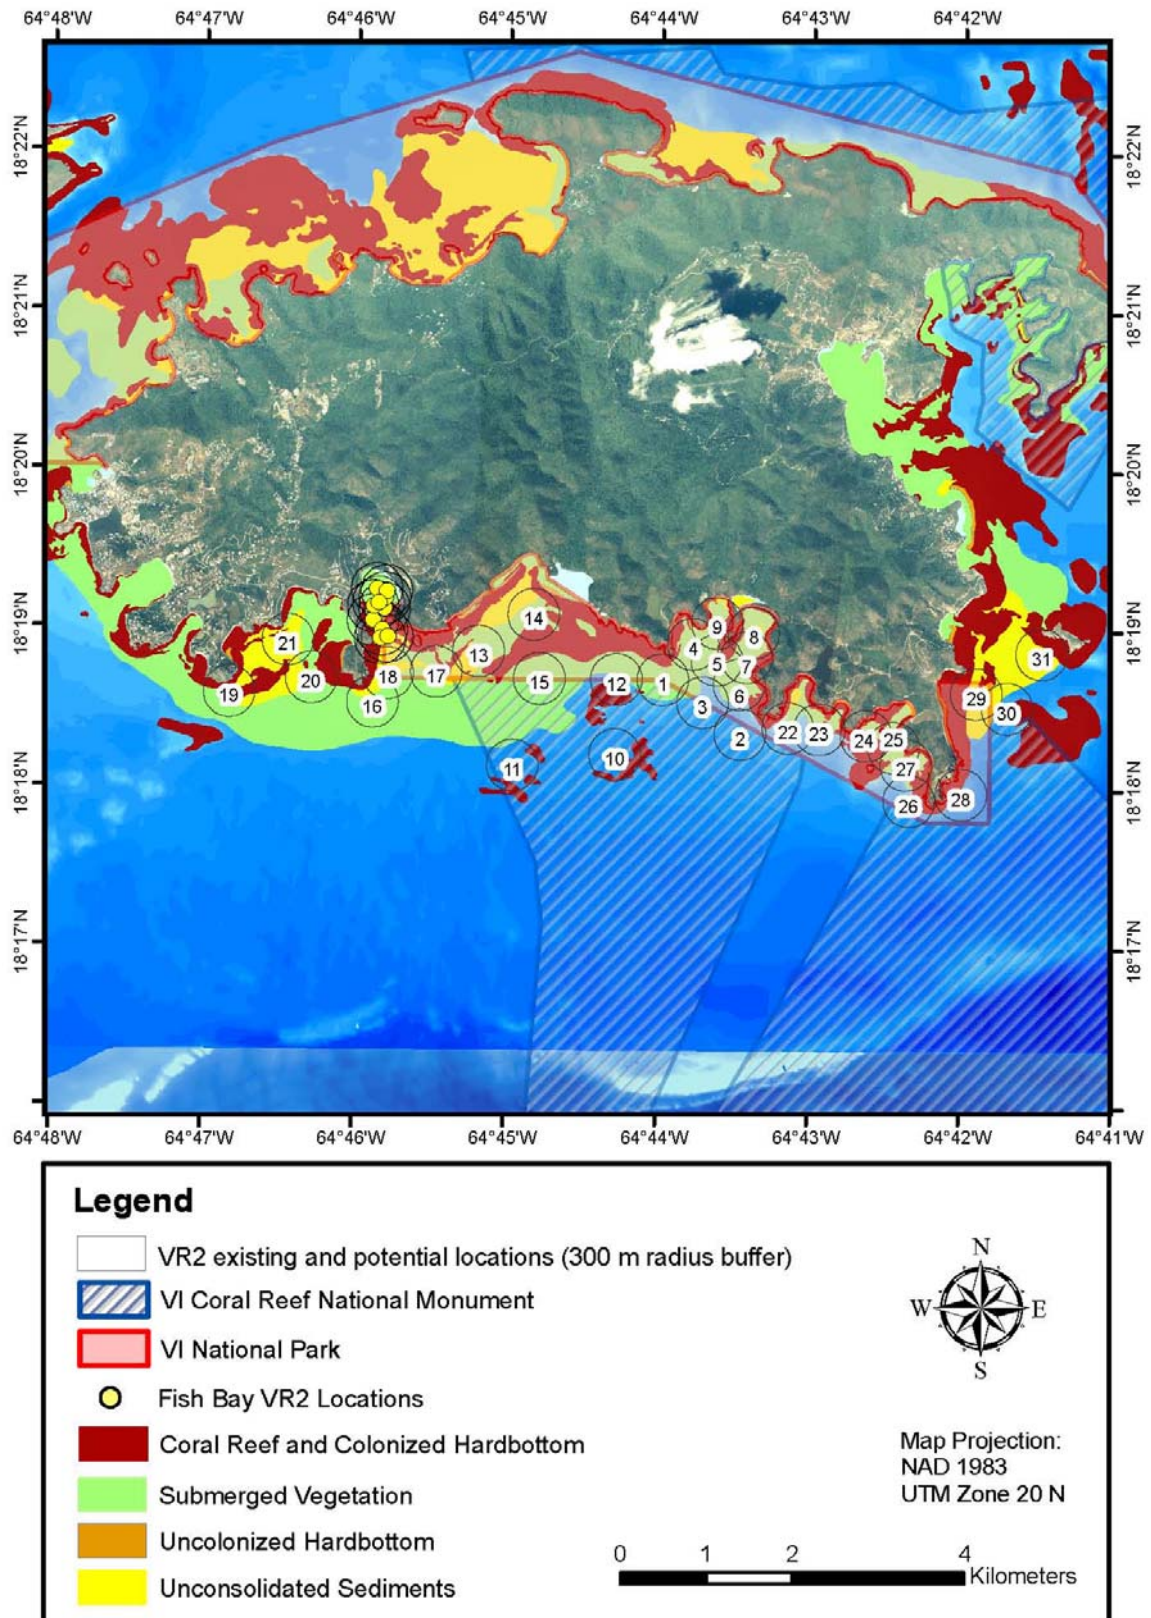 64°48'W 64°47'W 64°46'W 64°45'W 64°44'W 64°43'W 64°42'W
18°22'N 18°22'N
18°21'N 18°21'N
18°20'N 18°20'N
18°19'N 18°19'N
14 9 8
21 4 31
13 5 7
18 17
19 20 15 12 1 6 29
16 3 30
2 22 23 24 25
11 10 27
18°18'N 18°18'N
26 28
18°17'N 18°17'N
64°48'W 64°47'W 64°46'W 64°45'W 64°44'W 64°43'W 64°42'W 64°41'W
Legend
VR2 existing and potential locations (300 m radius buffer)
VI Coral Reef National Monument
VI National Park
Fish Bay VR2 Locations
Coral Reef and Colonized Hardbottom
Submerged Vegetation
Uncolonized Hardbottom
Unconsolidated Sediments
N
W E
S
Map Projection:
NAD 1983
UTM Zone 20 N
0 1 2 4
Kilometers